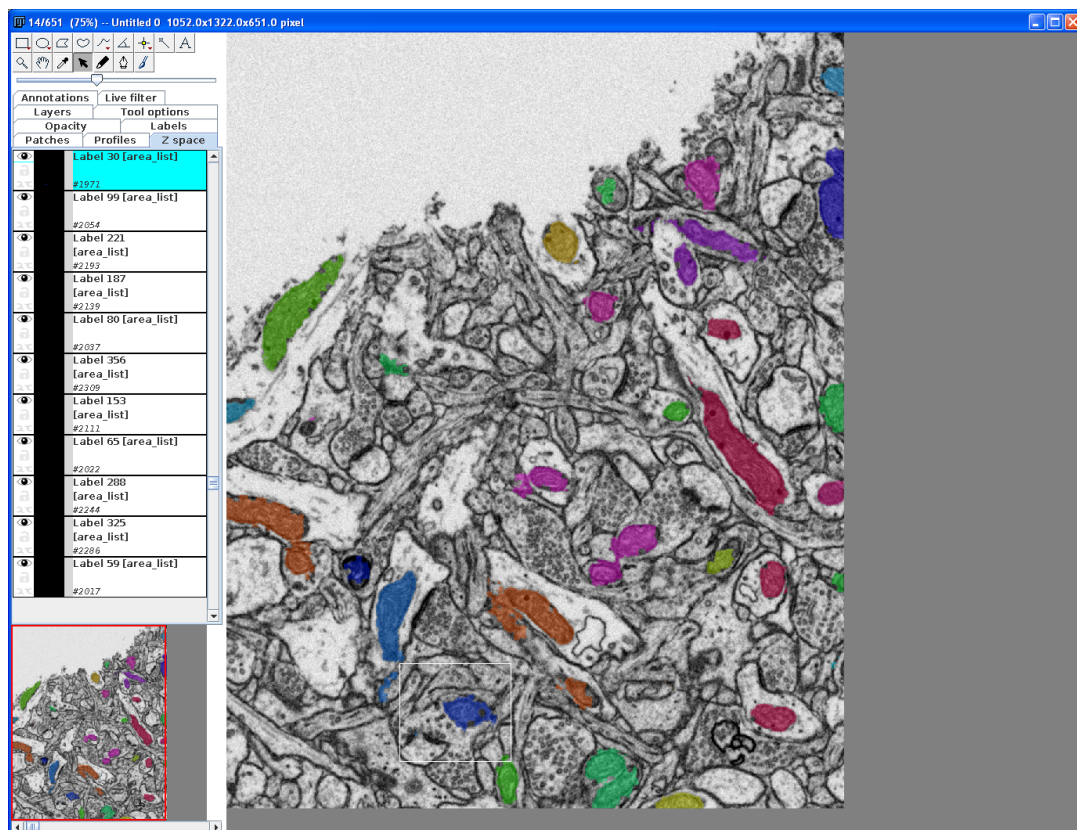 14/651 (75%) -- Untitled 0 1052.0x1322.0x651.0 pixel
A
Annotations Live filter
Layers Tool options
Opacity Labels
Patches Profiles Z space
Label 30 [area_list]
#1971
Label 99 [area_list]
#2054
Label 221
[area_list]
#2193
Label 187
[area_list]
#2139
Label 80 [area_list]
#2037
Label 356
[area_list]
#2309
Label 153
[area_list]
#2111
Label 65 [area_list]
#2022
Label 288
[area_list]
#2244
Label 325
[area_list]
#2286
Label 59 [area_list]
#2017